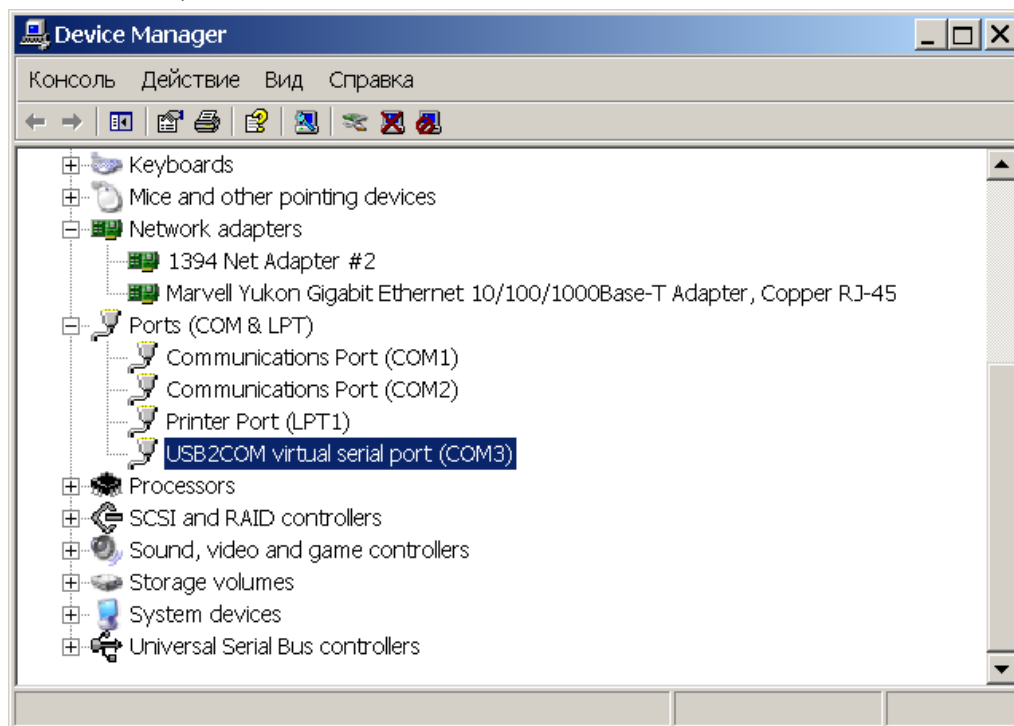 Device Manager
Консоль Действие Вид Справка
Keyboards
Mice and other pointing devices
Network adapters
1394 Net Adapter #2
Marvell Yukon Gigabit Ethernet 10/100/1000Base-T Adapter, Copper RJ-45
Ports (COM & LPT)
Communications Port (COM1)
Communications Port (COM2)
Printer Port (LPT1)
USB2COM virtual serial port (COM3)
Processors
SCSI and RAID controllers
Sound, video and game controllers
Storage volumes
System devices
Universal Serial Bus controllers